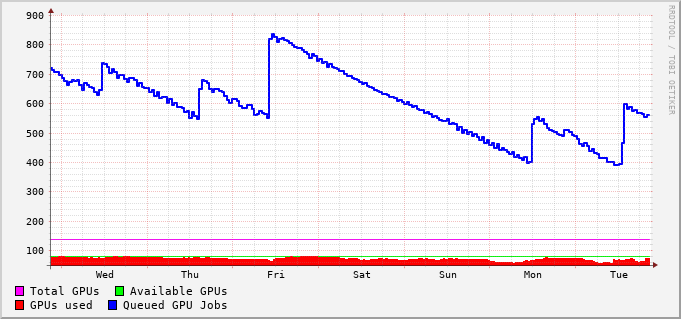 900
800
700
600
500
400
300
200
100
Wed Thu Fri Sat Sun Mon Tue
Total GPUs Available GPUs
GPUs used Queued GPU Jobs
RRDTOOL / TOBI OETIKER